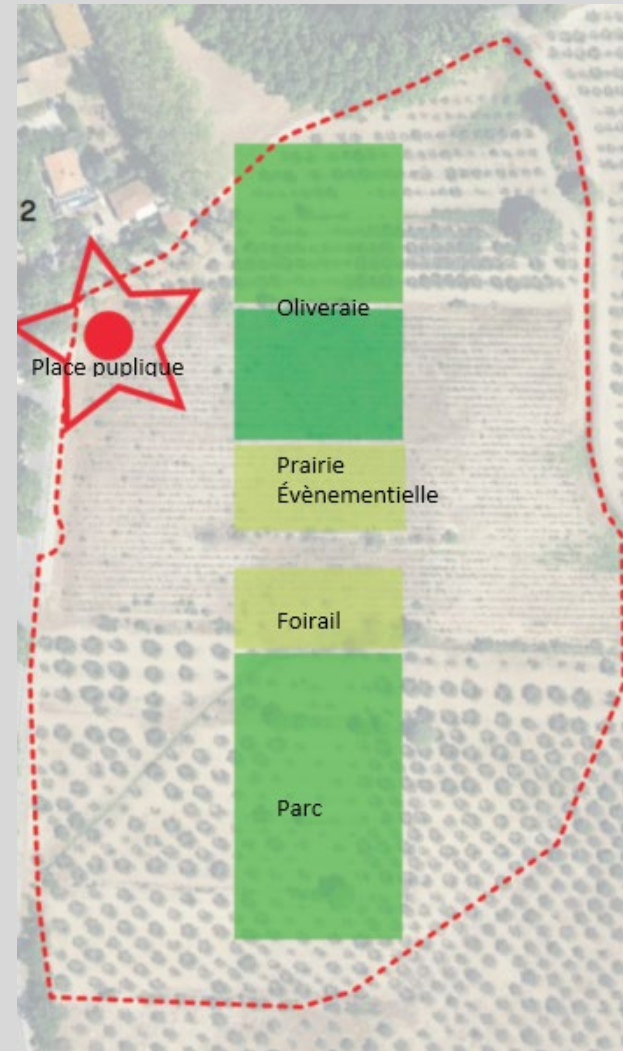 2
Oliveraie
Place puplique
Prairie
Évènementielle
Foirail
Parc